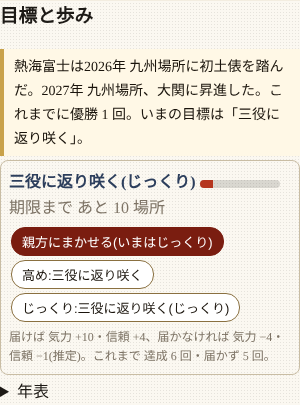 目標と歩み
熱海富士は2026年 九州場所に初土俵を踏ん
だ。2027年 九州場所、大関に昇進した。こ
れまでに優勝 1 回。いまの目標は「三役に
返り咲く」。
三役に返り咲く(じっくり)
期限まで あと 10 場所
親方にまかせる(いまはじっくり)
高め:三役に返り咲く
じっくり:三役に返り咲く(じっくり)
届けば 気力 +10・信頼 +4、届かなければ 気力 −4・
信頼 −1(推定)。これまで 達成 6 回・届かず 5 回。
▶ 年表